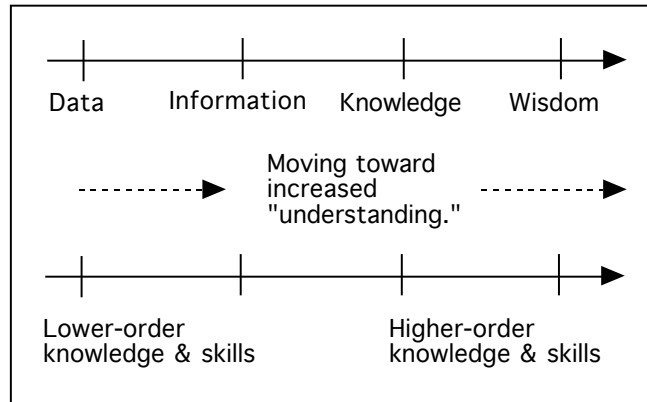 Data Information Knowledge Wisdom
Moving toward
increased
"understanding."
Lower-order
knowledge & skills
Higher-order
knowledge & skills